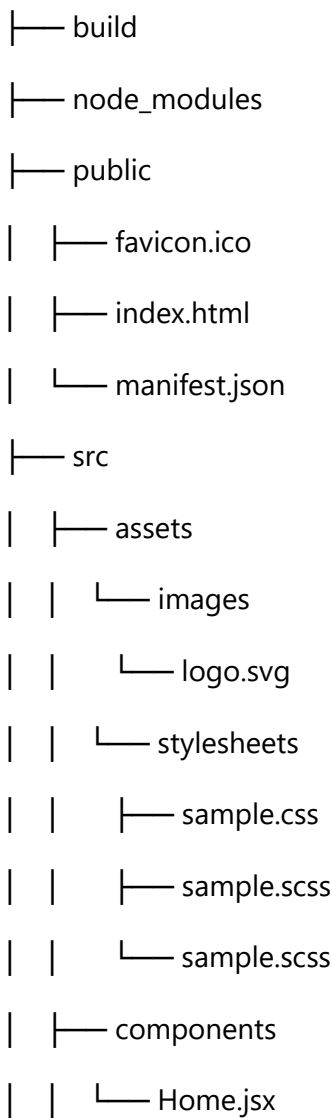 ├── build
├── node_modules
├── public
│   ├── favicon.ico
│   ├── index.html
│   └── manifest.json
├── src
│   ├── assets
│   │   └── images
│   │       └── logo.svg
│   │   └── stylesheets
│   │       ├── sample.css
│   │       ├── sample.scss
│   │       └── sample.scss
│   ├── components
│   │   └── Home.jsx